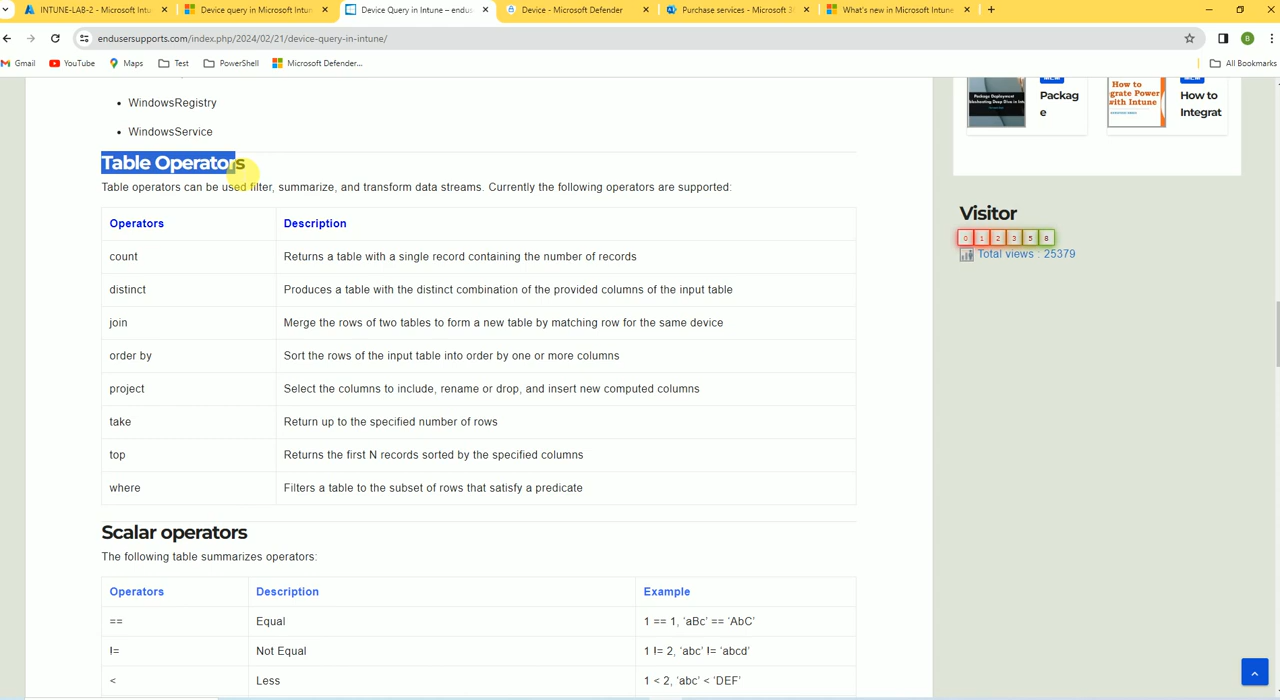 INTUNE-LAB-2 - Microsoft Intu
Device query in Microsoft Intun
Device Query in Intune – endus
Device - Microsoft Defender
Purchase services - Microsoft 3
What's new in Microsoft Intune
endusersupports.com/index.php/2024/02/21/device-query-in-intune/
B
Gmail
YouTube
Maps
Test
PowerShell
Microsoft Defender...
All Bookmarks
WindowsRegistry
WindowsService
Table Operators
Table operators can be used filter, summarize, and transform data streams. Currently the following operators are supported:
Operators
Description
count
Returns a table with a single record containing the number of records
distinct
Produces a table with the distinct combination of the provided columns of the input table
join
Merge the rows of two tables to form a new table by matching row for the same device
order by
Sort the rows of the input table into order by one or more columns
project
Select the columns to include, rename or drop, and insert new computed columns
take
Return up to the specified number of rows
top
Returns the first N records sorted by the specified columns
where
Filters a table to the subset of rows that satisfy a predicate
Scalar operators
The following table summarizes operators:
Operators
Description
Example
==
Equal
1 == 1, ‘aBc’ == ‘AbC’
!=
Not Equal
1 != 2, ‘abc’ != ‘abcd’
<
Less
1 < 2, ‘abc’ < ‘DEF’
Packag
e
How to
grate Power
with Intune
How to
Integrat
Visitor
0 1 2 3 5 8
Total views : 25379